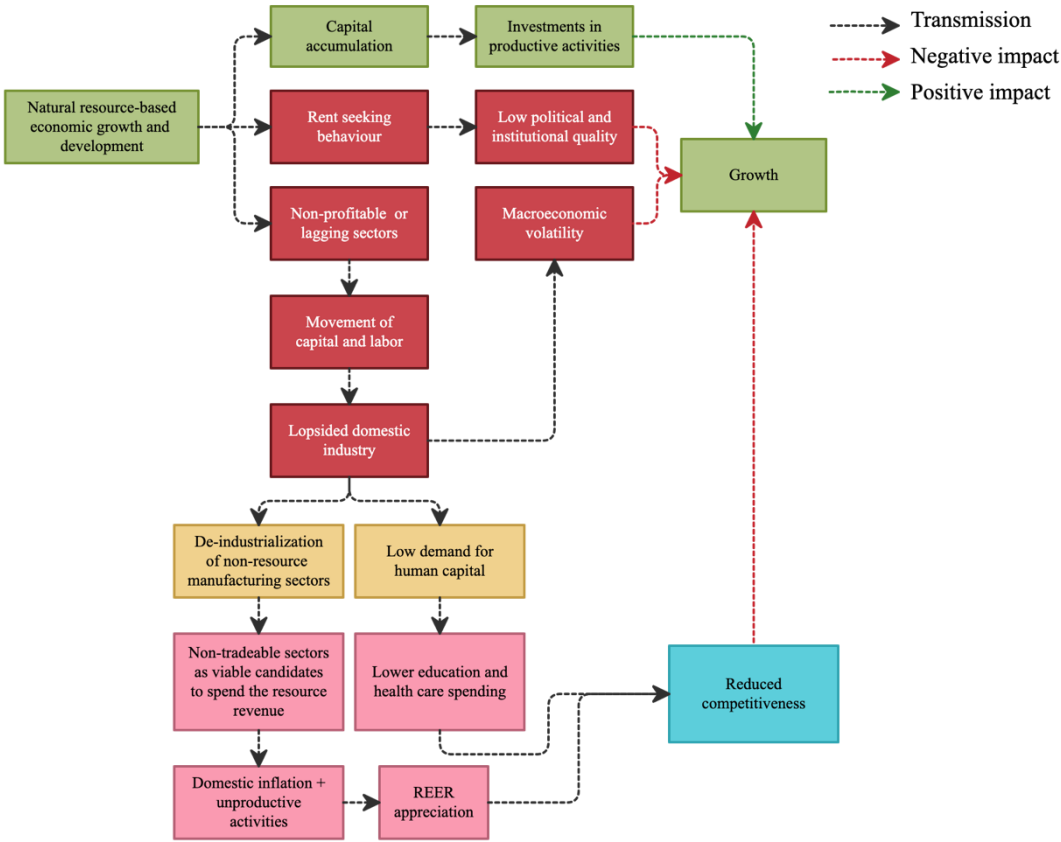 Capital
accumulation
Investments in
productive activities
Transmission
Negative impact
Positive impact
Natural resource-based
economic growth and
development
Rent seeking
behaviour
Low political and
institutional quality
Growth
Non-profitable or
lagging sectors
Macroeconomic
volatility
Movement of
capital and labor
Lopsided domestic
industry
De-industrialization
of non-resource
manufacturing sectors
Low demand for
human capital
Non-tradeable sectors
as viable candidates
to spend the resource
revenue
Lower education and
health care spending
Reduced
competitiveness
Domestic inflation +
unproductive
activities
REER
appreciation